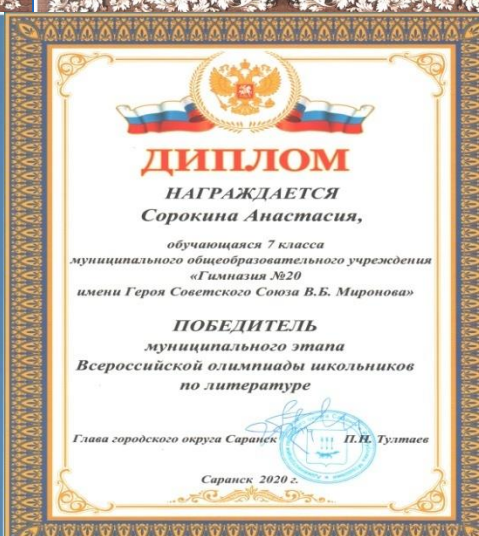 ДИПЛОМ
НАГРАЖДАЕТСЯ
Сорокина Анастасия,
обучающаяся 7 класса
муниципального общеобразовательного учреждения
«Гимназия №20
имени Героя Советского Союза В.Б. Миронова»
ПОБЕДИТЕЛЬ
муниципального этапа
Всероссийской олимпиады школьников
по литературе
Глава городского округа Саранск П.Н. Тултаев
Саранск 2020 г.